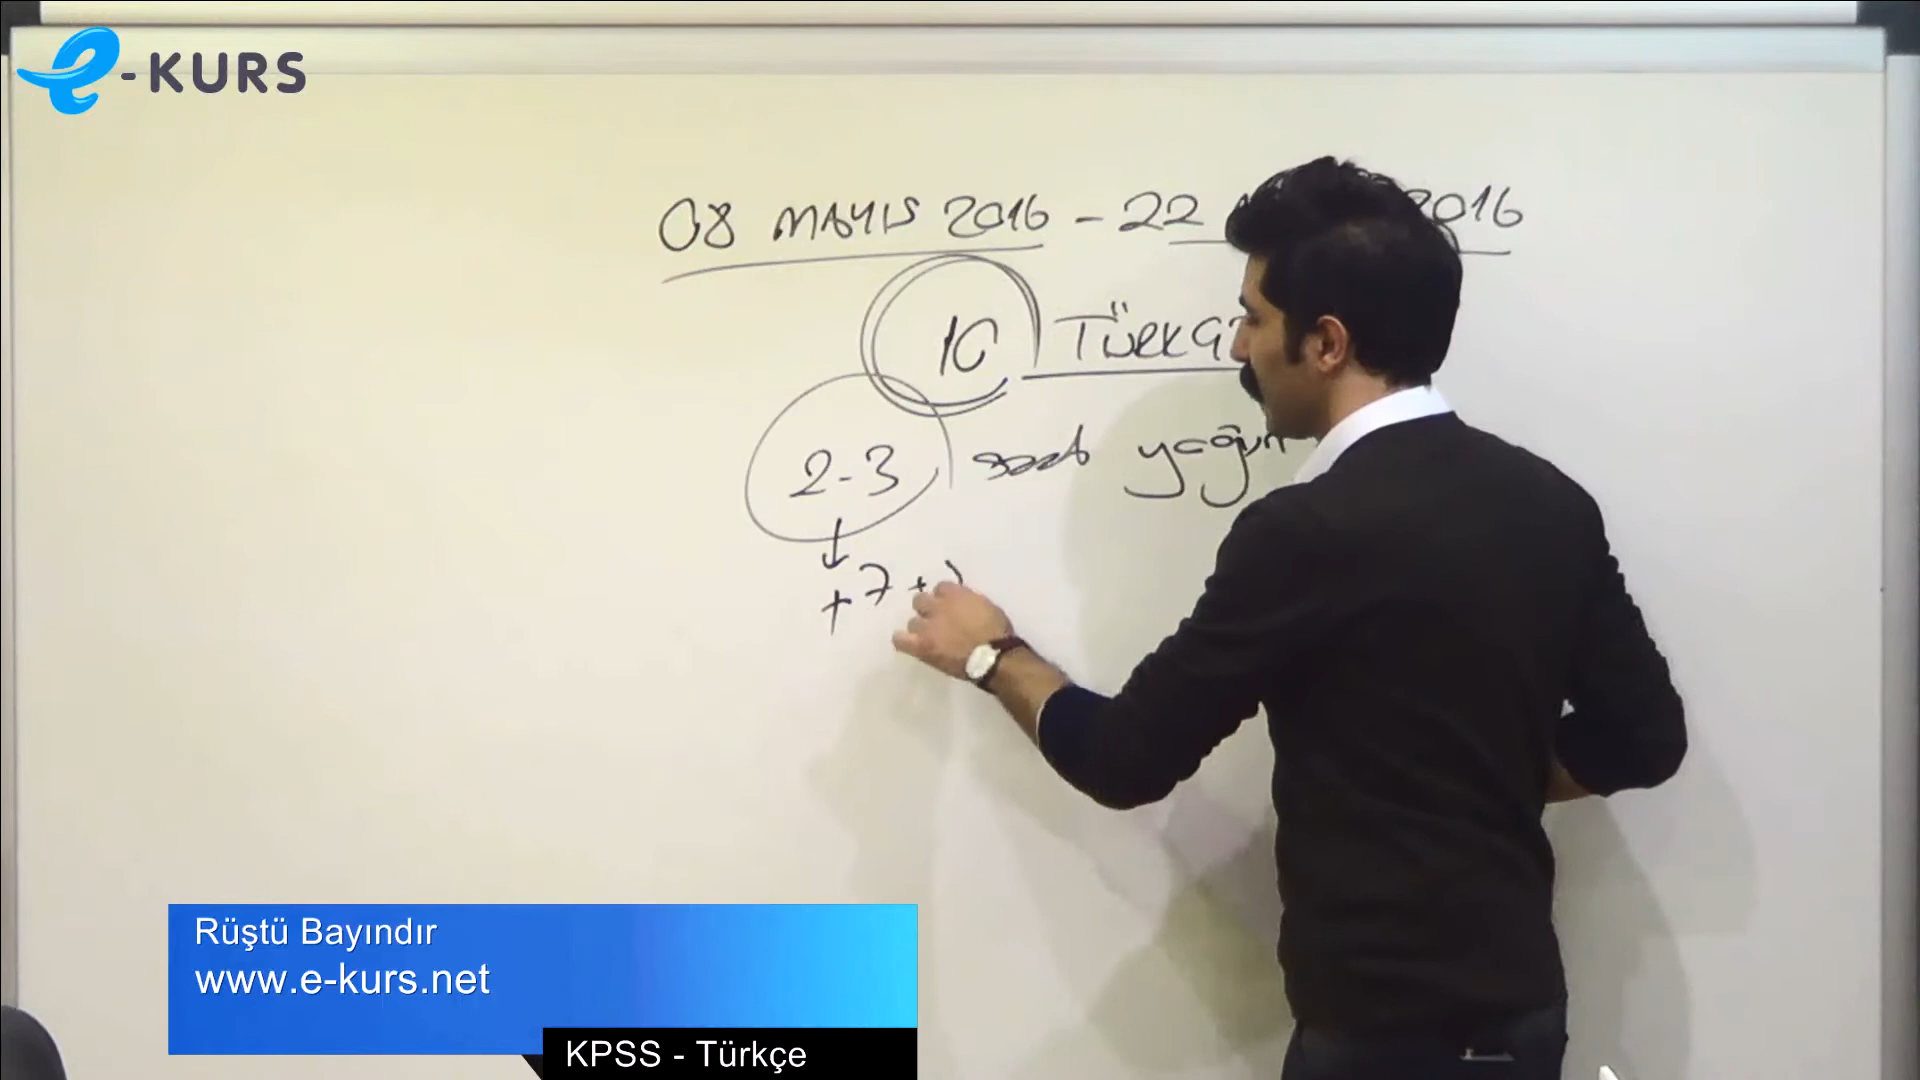 e-KURS
08 MAYIS 2016 - 22 2016
10 TÜRKÇE
2-3 saat yoğun
+ 7 +
Rüştü Bayındır
www.e-kurs.net
KPSS - Türkçe